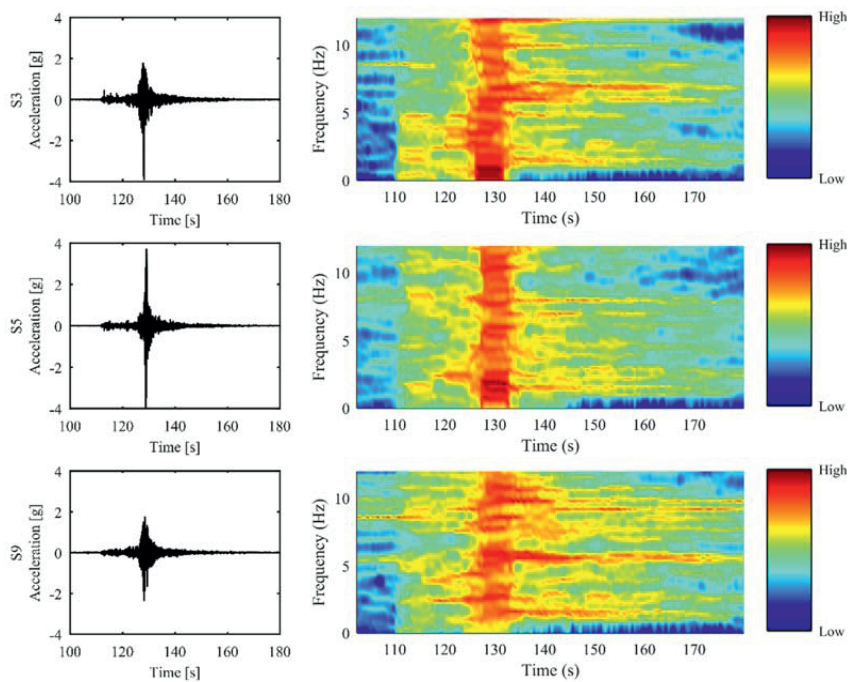 4
2
0
-2
-4
100 120 140 160 180
S3
Acceleration [g]
Time [s]
10
5
0
110 120 130 140 150 160 170
Frequency (Hz)
Time (s)
High
Low
4
2
0
-2
-4
100 120 140 160 180
S5
Acceleration [g]
Time [s]
10
5
0
110 120 130 140 150 160 170
Frequency (Hz)
Time (s)
High
Low
4
2
0
-2
-4
100 120 140 160 180
S9
Acceleration [g]
Time [s]
10
5
0
110 120 130 140 150 160 170
Frequency (Hz)
Time (s)
High
Low